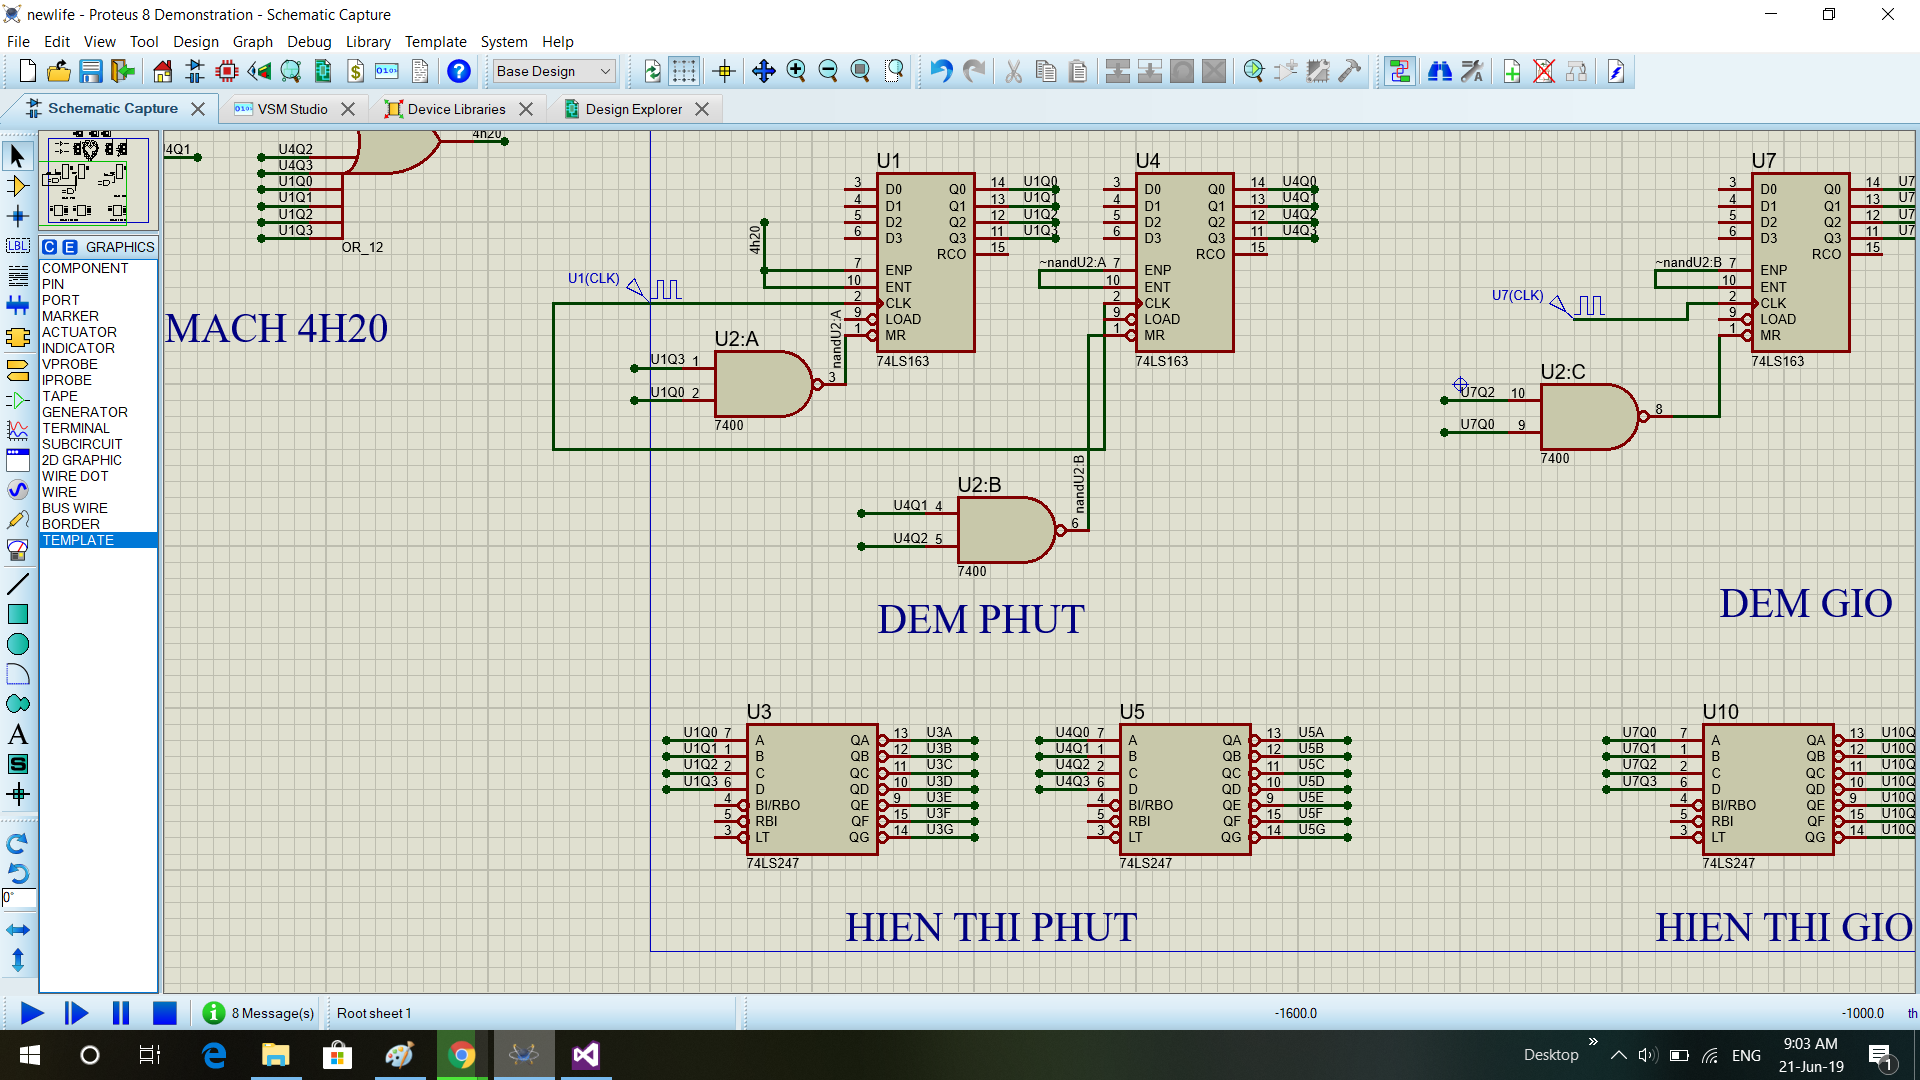 newlife - Proteus 8 Demonstration - Schematic Capture
File Edit View Tool Design Graph Debug Library Template System Help
Base Design
Schematic Capture
VSM Studio
Device Libraries
Design Explorer
C E GRAPHICS
COMPONENT
PIN
PORT
MARKER
ACTUATOR
INDICATOR
VPROBE
IPROBE
TAPE
GENERATOR
TERMINAL
SUBCIRCUIT
2D GRAPHIC
WIRE DOT
WIRE
BUS WIRE
BORDER
TEMPLATE
LBL
A
S
0°
U4Q1
U4Q2
U4Q3
U1Q0
U1Q1
U1Q2
U1Q3
4h20
OR_12
MACH 4H20
U1
3 D0 Q0 14 U1Q0
4 D1 Q1 13 U1Q1
5 D2 Q2 12 U1Q2
6 D3 Q3 11 U1Q3
RCO 15
7 ENP
10 ENT
2 CLK
9 LOAD
1 MR
74LS163
4h20
U1(CLK)
nandU2:A
U2:A
U1Q3 1
U1Q0 2
3
7400
U4
3 D0 Q0 14 U4Q0
4 D1 Q1 13 U4Q1
5 D2 Q2 12 U4Q2
6 D3 Q3 11 U4Q3
RCO 15
~nandU2:A 7 ENP
10 ENT
2 CLK
9 LOAD
1 MR
74LS163
nandU2:B
U2:B
U4Q1 4
U4Q2 5
6
7400
DEM PHUT
U7
3 D0 Q0 14 U7
4 D1 Q1 13 U7
5 D2 Q2 12 U7
6 D3 Q3 11 U7
RCO 15
~nandU2:B 7 ENP
10 ENT
U7(CLK) 2 CLK
9 LOAD
1 MR
74LS163
U2:C
U7Q2 10
U7Q0 9
8
7400
DEM GIO
U3
U1Q0 7 A QA 13 U3A
U1Q1 1 B QB 12 U3B
U1Q2 2 C QC 11 U3C
U1Q3 6 D QD 10 U3D
4 BI/RBO QE 9 U3E
5 RBI QF 15 U3F
3 LT QG 14 U3G
74LS247
U5
U4Q0 7 A QA 13 U5A
U4Q1 1 B QB 12 U5B
U4Q2 2 C QC 11 U5C
U4Q3 6 D QD 10 U5D
4 BI/RBO QE 9 U5E
5 RBI QF 15 U5F
3 LT QG 14 U5G
74LS247
U10
U7Q0 7 A QA 13 U10Q
U7Q1 1 B QB 12 U10Q
U7Q2 2 C QC 11 U10Q
U7Q3 6 D QD 10 U10Q
4 BI/RBO QE 9 U10Q
5 RBI QF 15 U10Q
3 LT QG 14 U10Q
74LS247
HIEN THI PHUT
HIEN THI GIO
8 Message(s)
Root sheet 1
-1600.0
-1000.0
th
Desktop
ENG
9:03 AM
21-Jun-19
1